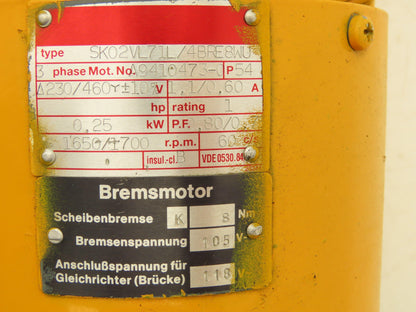 type SK02VL71L/4BRE8WU
3 phase Mot. No. A9410473- P54
Δ230/460Y±10% V 1,1/0,60 A
hp rating 1
0,25 kW P.F. ,80/0,
1650/1700 r.p.m. 60 c/s
insul-cl. B VDE 0530.
Bremsmotor
Scheibenbremse K 8 Nm
Bremsenspannung 105 V~
Anschlußspannung für
Gleichrichter (Brücke) 118 V